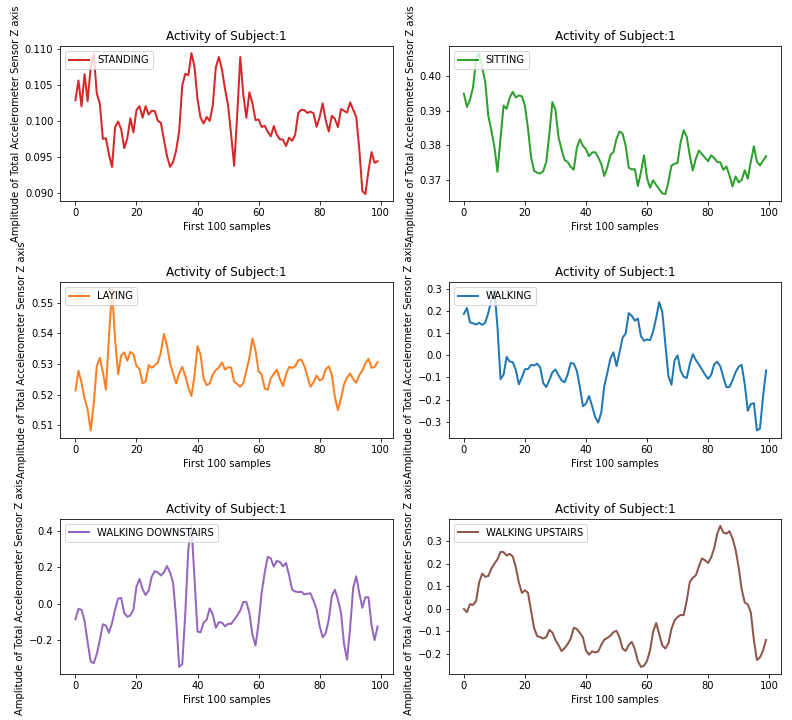 Activity of Subject:1
Amplitude of Total Accelerometer Sensor Z axis
0.110
0.105
0.100
0.095
0.090
STANDING
0 20 40 60 80 100
First 100 samples
Activity of Subject:1
Amplitude of Total Accelerometer Sensor Z axis
0.40
0.39
0.38
0.37
SITTING
0 20 40 60 80 100
First 100 samples
Activity of Subject:1
Amplitude of Total Accelerometer Sensor Z axis
0.55
0.54
0.53
0.52
0.51
LAYING
0 20 40 60 80 100
First 100 samples
Activity of Subject:1
Amplitude of Total Accelerometer Sensor Z axis
0.3
0.2
0.1
0.0
−0.1
−0.2
−0.3
WALKING
0 20 40 60 80 100
First 100 samples
Activity of Subject:1
Amplitude of Total Accelerometer Sensor Z axis
0.4
0.2
0.0
−0.2
WALKING DOWNSTAIRS
0 20 40 60 80 100
First 100 samples
Activity of Subject:1
Amplitude of Total Accelerometer Sensor Z axis
0.3
0.2
0.1
0.0
−0.1
−0.2
WALKING UPSTAIRS
0 20 40 60 80 100
First 100 samples